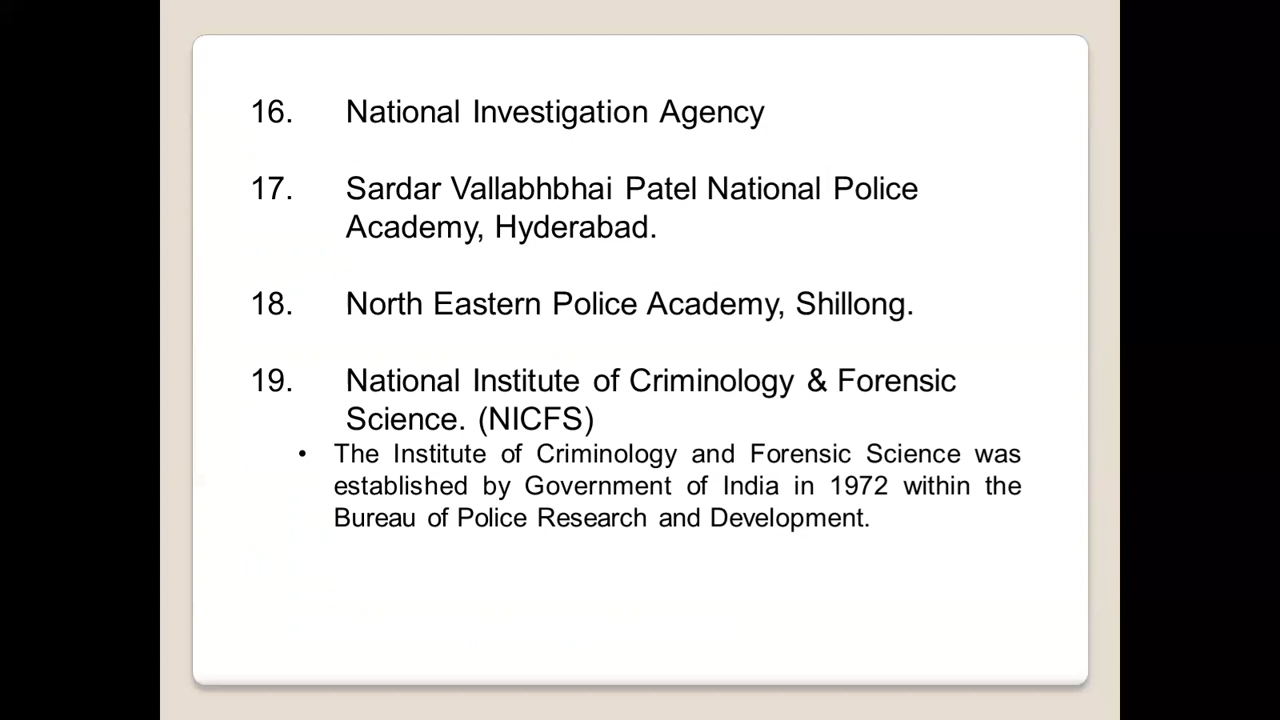 16. National Investigation Agency
17. Sardar Vallabhbhai Patel National Police
Academy, Hyderabad.
18. North Eastern Police Academy, Shillong.
19. National Institute of Criminology & Forensic
Science. (NICFS)
• The Institute of Criminology and Forensic Science was
established by Government of India in 1972 within the
Bureau of Police Research and Development.